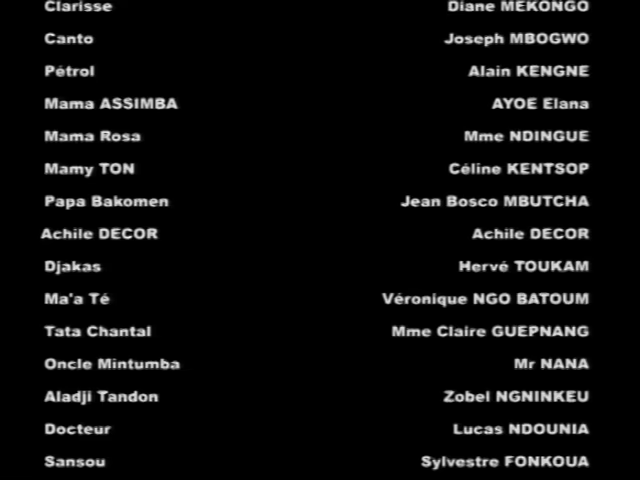 Clarisse Diane MEKONGO
Canto Joseph MBOGWO
Pétrol Alain KENGNE
Mama ASSIMBA AYOE Elana
Mama Rosa Mme NDINGUE
Mamy TON Céline KENTSOP
Papa Bakomen Jean Bosco MBUTCHA
Achile DECOR Achile DECOR
Djakas Hervé TOUKAM
Ma'a Té Véronique NGO BATOUM
Tata Chantal Mme Claire GUEPNANG
Oncle Mintumba Mr NANA
Aladji Tandon Zobel NGNINKEU
Docteur Lucas NDOUNIA
Sansou Sylvestre FONKOUA